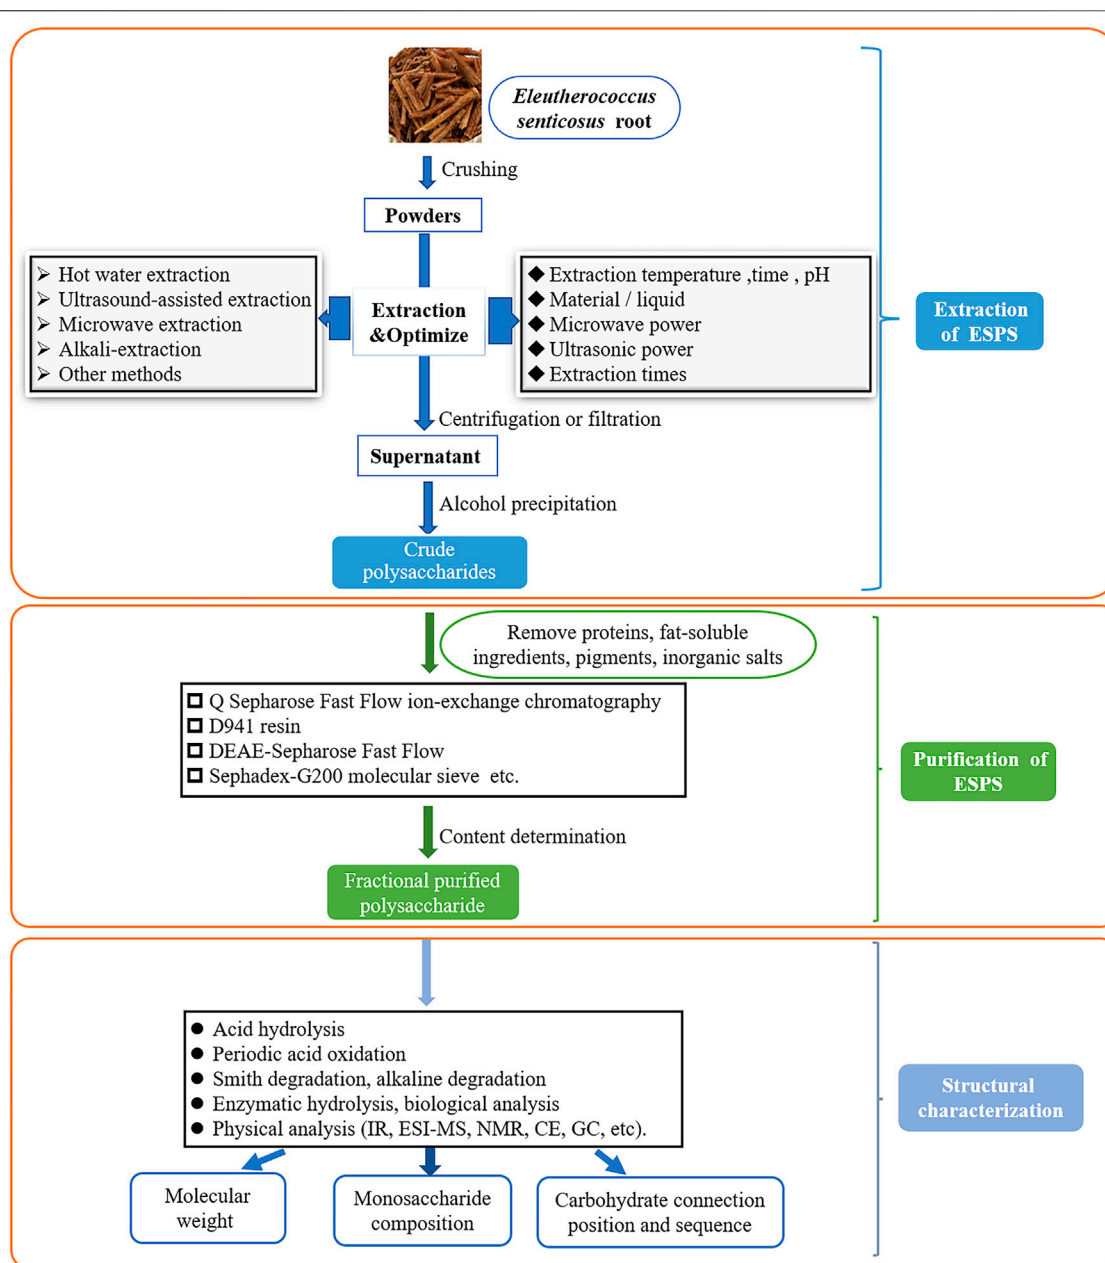 Eleutherococcus
senticosus root
Crushing
Powders
➢ Hot water extraction
➢ Ultrasound-assisted extraction
➢ Microwave extraction
➢ Alkali-extraction
➢ Other methods
Extraction
&Optimize
◆ Extraction temperature ,time , pH
◆ Material / liquid
◆ Microwave power
◆ Ultrasonic power
◆ Extraction times
Extraction
of ESPS
Centrifugation or filtration
Supernatant
Alcohol precipitation
Crude
polysaccharides
Remove proteins, fat-soluble
ingredients, pigments, inorganic salts
❑ Q Sepharose Fast Flow ion-exchange chromatography
❑ D941 resin
❑ DEAE-Sepharose Fast Flow
❑ Sephadex-G200 molecular sieve etc.
Purification of
ESPS
Content determination
Fractional purified
polysaccharide
● Acid hydrolysis
● Periodic acid oxidation
● Smith degradation, alkaline degradation
● Enzymatic hydrolysis, biological analysis
● Physical analysis (IR, ESI-MS, NMR, CE, GC, etc).
Structural
characterization
Molecular
weight
Monosaccharide
composition
Carbohydrate connection
position and sequence